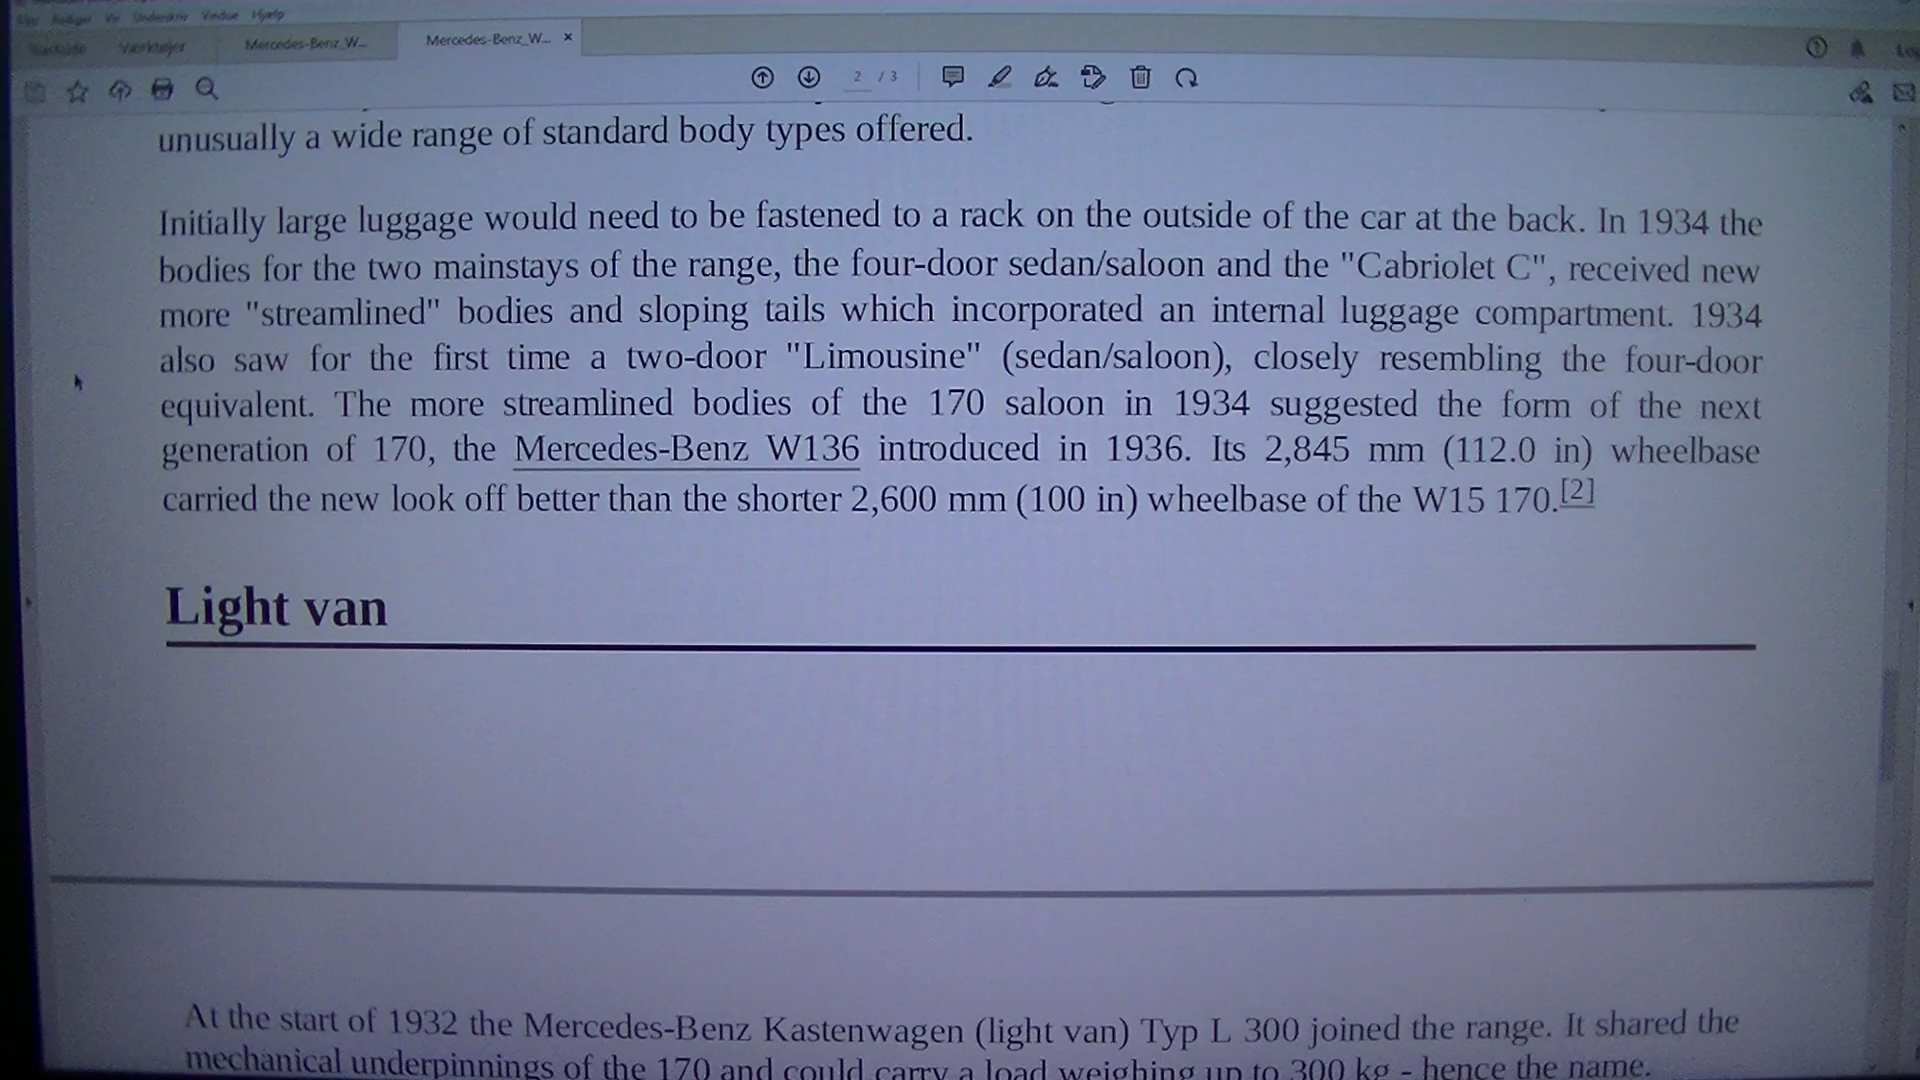 Rediger Vis Underskriv Vindue Hjælp
Værktøjer Mercedes-Benz_W... Mercedes-Benz_W... ×
2 / 3
unusually a wide range of standard body types offered.
Initially large luggage would need to be fastened to a rack on the outside of the car at the back. In 1934 the
bodies for the two mainstays of the range, the four-door sedan/saloon and the "Cabriolet C", received new
more "streamlined" bodies and sloping tails which incorporated an internal luggage compartment. 1934
also saw for the first time a two-door "Limousine" (sedan/saloon), closely resembling the four-door
equivalent. The more streamlined bodies of the 170 saloon in 1934 suggested the form of the next
generation of 170, the Mercedes-Benz W136 introduced in 1936. Its 2,845 mm (112.0 in) wheelbase
carried the new look off better than the shorter 2,600 mm (100 in) wheelbase of the W15 170.[2]
Light van
At the start of 1932 the Mercedes-Benz Kastenwagen (light van) Typ L 300 joined the range. It shared the
mechanical underpinnings of the 170 and could carry a load weighing up to 300 kg - hence the name.